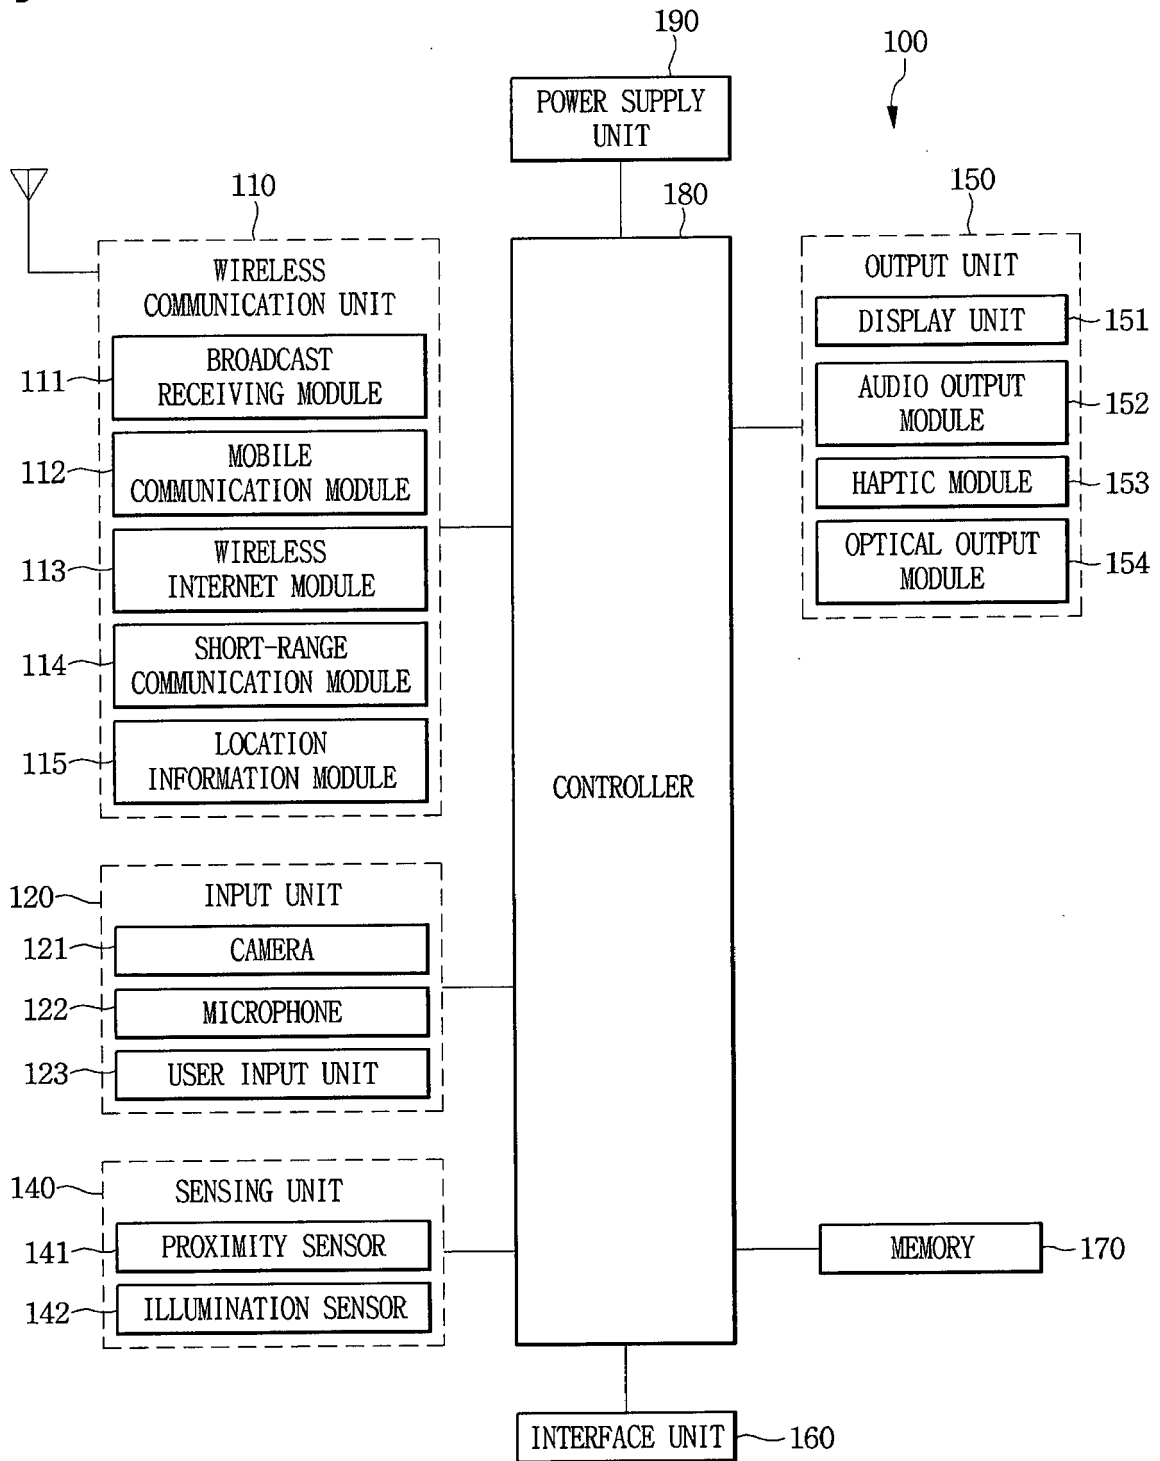 190
100
POWER SUPPLY
UNIT
110
180
150
WIRELESS
COMMUNICATION UNIT
OUTPUT UNIT
DISPLAY UNIT
151
BROADCAST
RECEIVING MODULE
111
AUDIO OUTPUT
MODULE
152
MOBILE
COMMUNICATION MODULE
112
HAPTIC MODULE
153
WIRELESS
INTERNET MODULE
113
OPTICAL OUTPUT
MODULE
154
SHORT-RANGE
COMMUNICATION MODULE
114
LOCATION
INFORMATION MODULE
115
CONTROLLER
120
INPUT UNIT
121
CAMERA
122
MICROPHONE
123
USER INPUT UNIT
140
SENSING UNIT
141
PROXIMITY SENSOR
142
ILLUMINATION SENSOR
MEMORY
170
INTERFACE UNIT
160